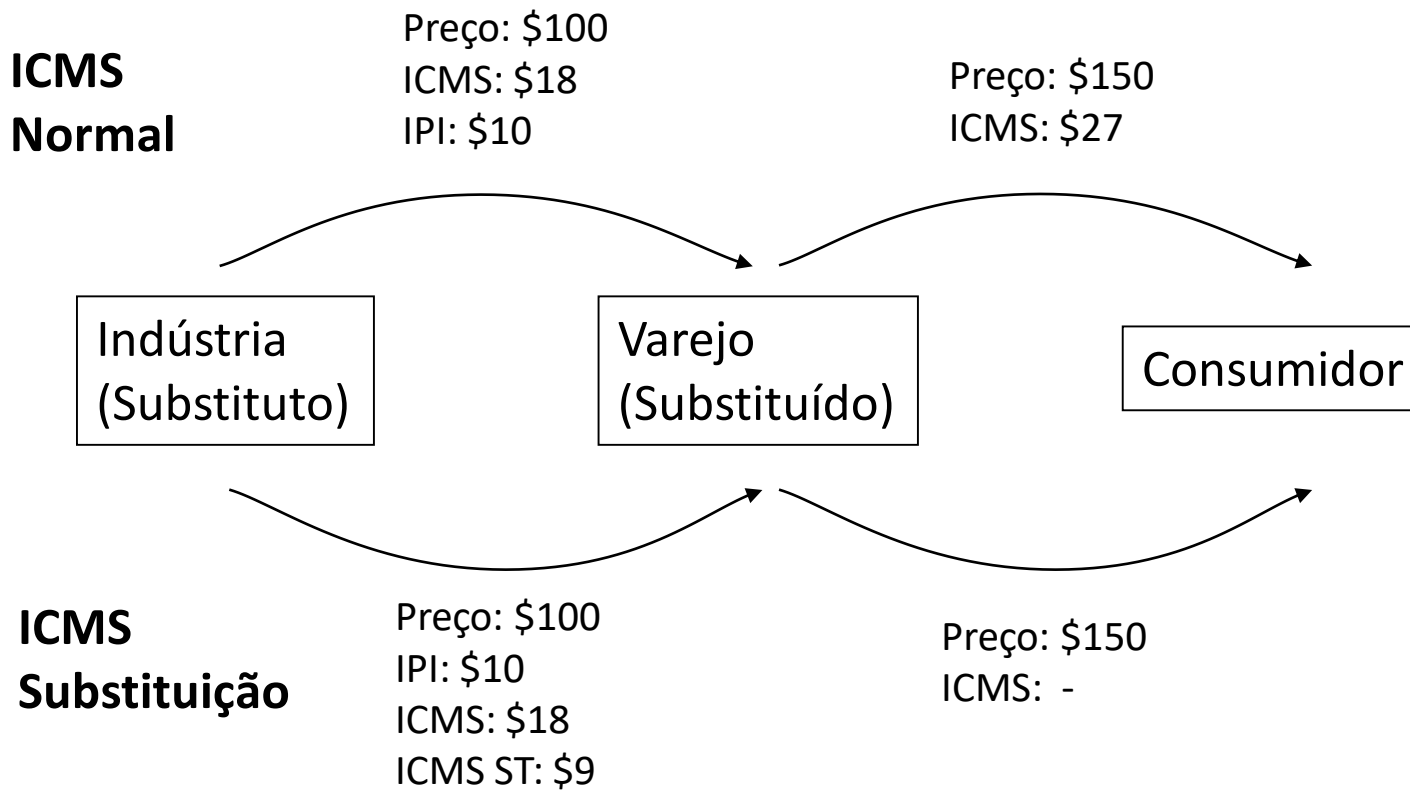 ICMS
Normal
Preço: $100
ICMS: $18
IPI: $10
Preço: $150
ICMS: $27
Indústria
(Substituto)
Varejo
(Substituído)
Consumidor
ICMS
Substituição
Preço: $100
IPI: $10
ICMS: $18
ICMS ST: $9
Preço: $150
ICMS: -